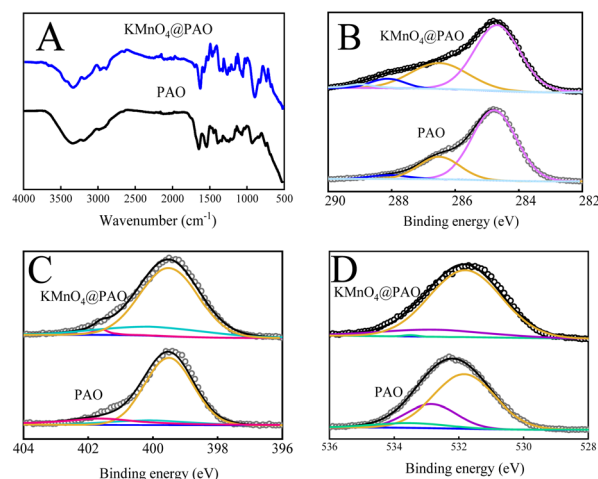 A
KMnO₄@PAO
PAO
4000 3500 3000 2500 2000 1500 1000 500
Wavenumber (cm⁻¹)
B
KMnO₄@PAO
PAO
290 288 286 284 282
Binding energy (eV)
C
KMnO₄@PAO
PAO
404 402 400 398 396
Binding energy (eV)
D
KMnO₄@PAO
PAO
536 534 532 530 528
Binding energy (eV)